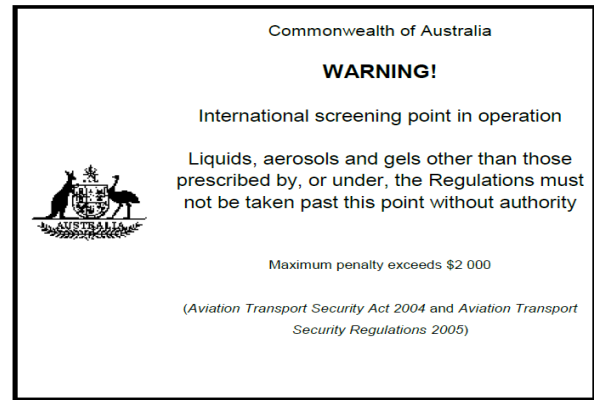 Commonwealth of Australia
WARNING!
International screening point in operation
Liquids, aerosols and gels other than those
prescribed by, or under, the Regulations must
not be taken past this point without authority
AUSTRALIA
Maximum penalty exceeds $2 000
(Aviation Transport Security Act 2004 and Aviation Transport
Security Regulations 2005)